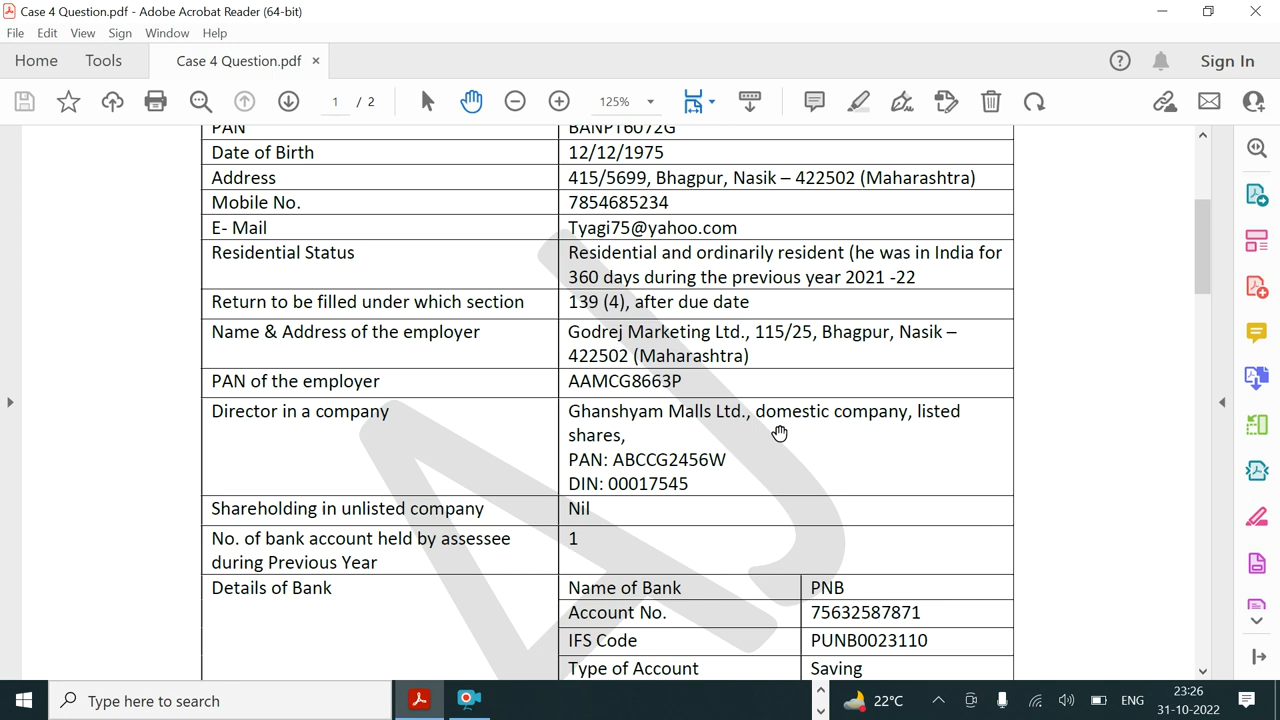 Case 4 Question.pdf - Adobe Acrobat Reader (64-bit)
File Edit View Sign Window Help
Home Tools Case 4 Question.pdf × Sign In
1 / 2 125%
PAN BANPT6072G
Date of Birth 12/12/1975
Address 415/5699, Bhagpur, Nasik – 422502 (Maharashtra)
Mobile No. 7854685234
E- Mail Tyagi75@yahoo.com
Residential Status Residential and ordinarily resident (he was in India for
360 days during the previous year 2021 -22
Return to be filled under which section 139 (4), after due date
Name & Address of the employer Godrej Marketing Ltd., 115/25, Bhagpur, Nasik –
422502 (Maharashtra)
PAN of the employer AAMCG8663P
Director in a company Ghanshyam Malls Ltd., domestic company, listed
shares,
PAN: ABCCG2456W
DIN: 00017545
Shareholding in unlisted company Nil
No. of bank account held by assessee 1
during Previous Year
Details of Bank Name of Bank PNB
Account No. 75632587871
IFS Code PUNB0023110
Type of Account Saving
AJ
Type here to search 22°C ENG 23:26
31-10-2022